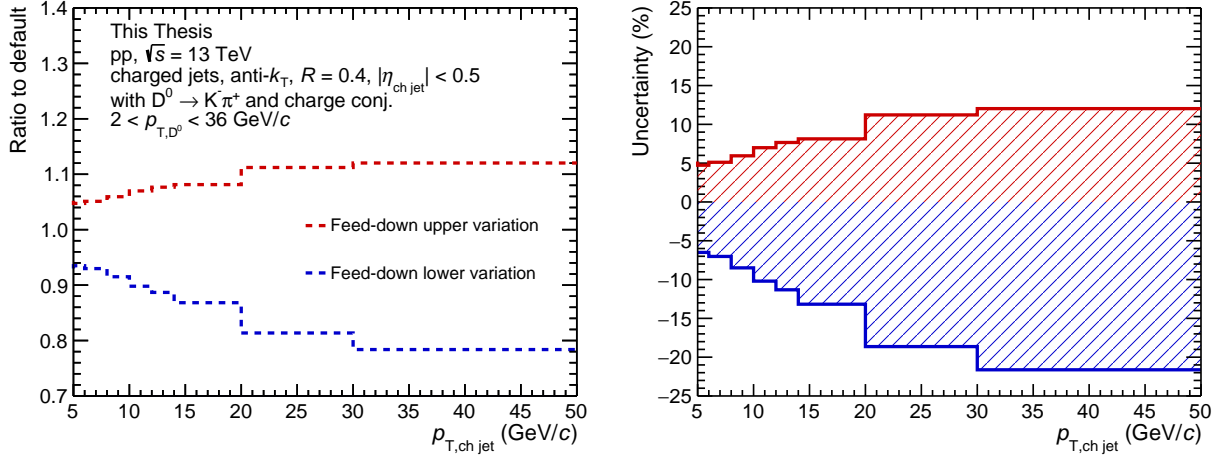 Ratio to default
1.4
1.3
1.2
1.1
1.0
0.9
0.8
0.7
This Thesis
pp, √s = 13 TeV
charged jets, anti-kT, R = 0.4, |ηch jet| < 0.5
with D0 → K-π+ and charge conj.
2 < pT,D0 < 36 GeV/c
Feed-down upper variation
Feed-down lower variation
5 10 15 20 25 30 35 40 45 50
pT,ch jet (GeV/c)
Uncertainty (%)
25
20
15
10
5
0
−5
−10
−15
−20
−25
5 10 15 20 25 30 35 40 45 50
pT,ch jet (GeV/c)